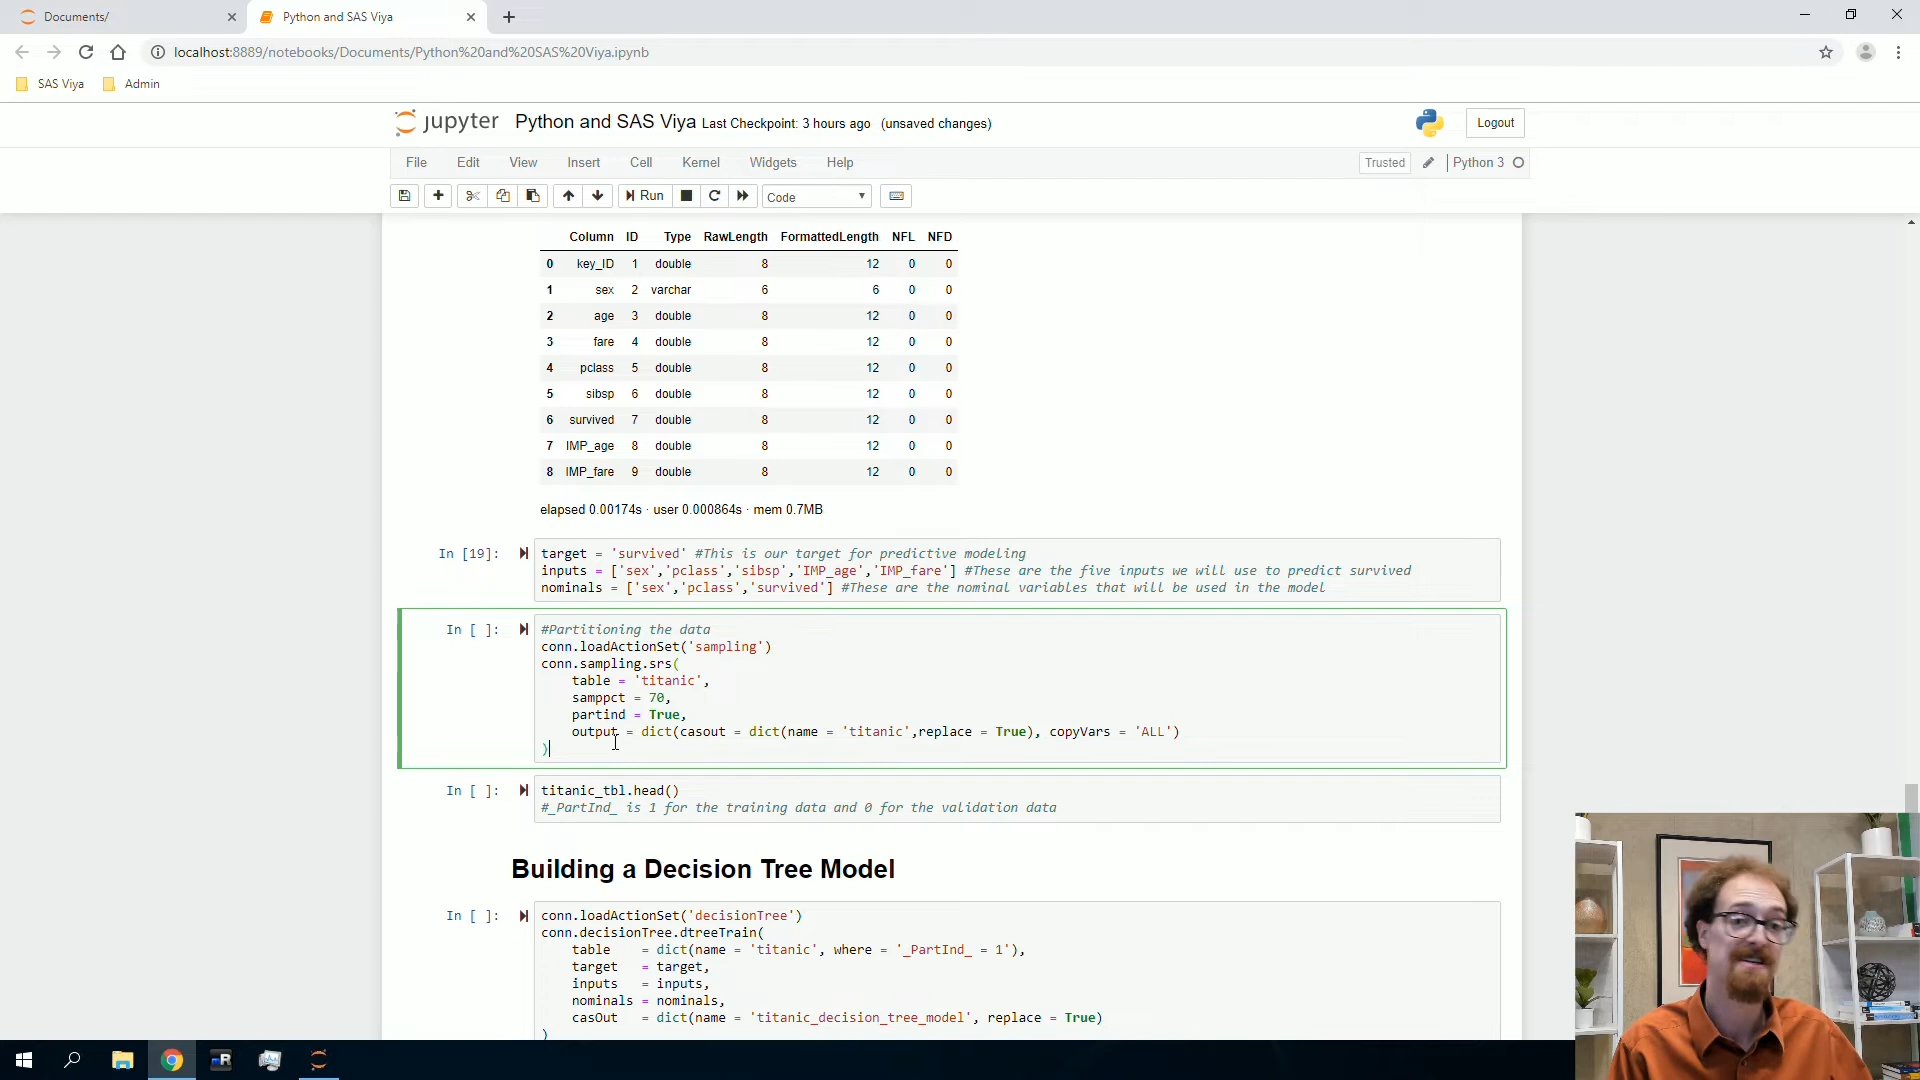 Documents/
Python and SAS Viya
localhost:8889/notebooks/Documents/Python%20and%20SAS%20Viya.ipynb
SAS Viya Admin
jupyter Python and SAS Viya Last Checkpoint: 3 hours ago (unsaved changes)
Logout
File Edit View Insert Cell Kernel Widgets Help
Trusted Python 3
Run Code
Column ID Type RawLength FormattedLength NFL NFD
0 key_ID 1 double 8 12 0 0
1 sex 2 varchar 6 6 0 0
2 age 3 double 8 12 0 0
3 fare 4 double 8 12 0 0
4 pclass 5 double 8 12 0 0
5 sibsp 6 double 8 12 0 0
6 survived 7 double 8 12 0 0
7 IMP_age 8 double 8 12 0 0
8 IMP_fare 9 double 8 12 0 0
elapsed 0.00174s · user 0.000864s · mem 0.7MB
In [19]: target = 'survived' #This is our target for predictive modeling
inputs = ['sex','pclass','sibsp','IMP_age','IMP_fare'] #These are the five inputs we will use to predict survived
nominals = ['sex','pclass','survived'] #These are the nominal variables that will be used in the model
In [ ]: #Partitioning the data
conn.loadActionSet('sampling')
conn.sampling.srs(
table = 'titanic',
samppct = 70,
partind = True,
output = dict(casout = dict(name = 'titanic',replace = True), copyVars = 'ALL')
)
In [ ]: titanic_tbl.head()
#_PartInd_ is 1 for the training data and 0 for the validation data
Building a Decision Tree Model
In [ ]: conn.loadActionSet('decisionTree')
conn.decisionTree.dtreeTrain(
table = dict(name = 'titanic', where = '_PartInd_ = 1'),
target = target,
inputs = inputs,
nominals = nominals,
casOut = dict(name = 'titanic_decision_tree_model', replace = True)
)